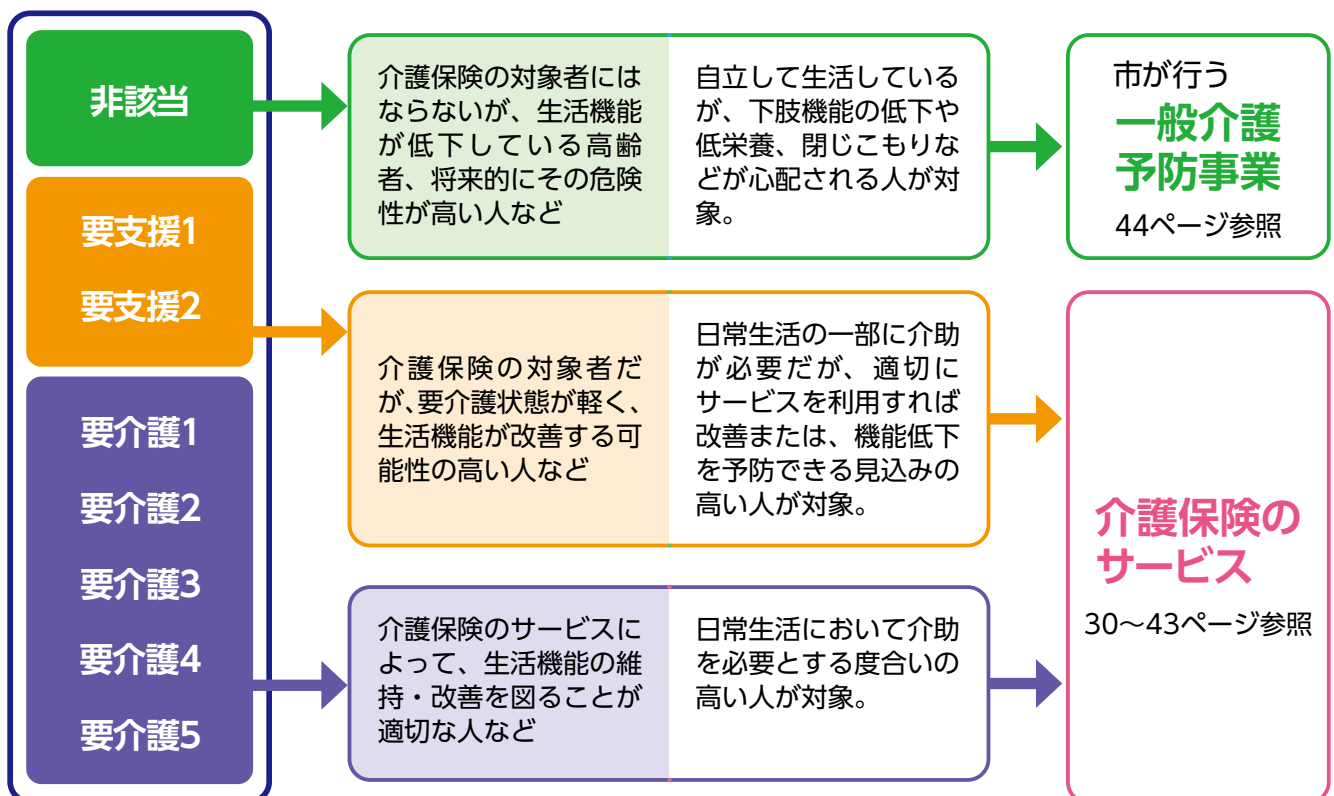 非該当
介護保険の対象者には
ならないが、生活機能
が低下している高齢
者、将来的にその危険
性が高い人など
自立して生活している
が、下肢機能の低下や
低栄養、閉じこもりな
どが心配される人が対
象。
市が行う
一般介護
予防事業
44ページ参照
要支援1
要支援2
介護保険の対象者だ
が、要介護状態が軽く、
生活機能が改善する可
能性の高い人など
日常生活の一部に介助
が必要だが、適切に
サービスを利用すれば
改善または、機能低下
を予防できる見込みの
高い人が対象。
要介護1
要介護2
要介護3
要介護4
要介護5
介護保険のサービスに
よって、生活機能の維
持・改善を図ることが
適切な人など
日常生活において介助
を必要とする度合いの
高い人が対象。
介護保険の
サービス
30〜43ページ参照